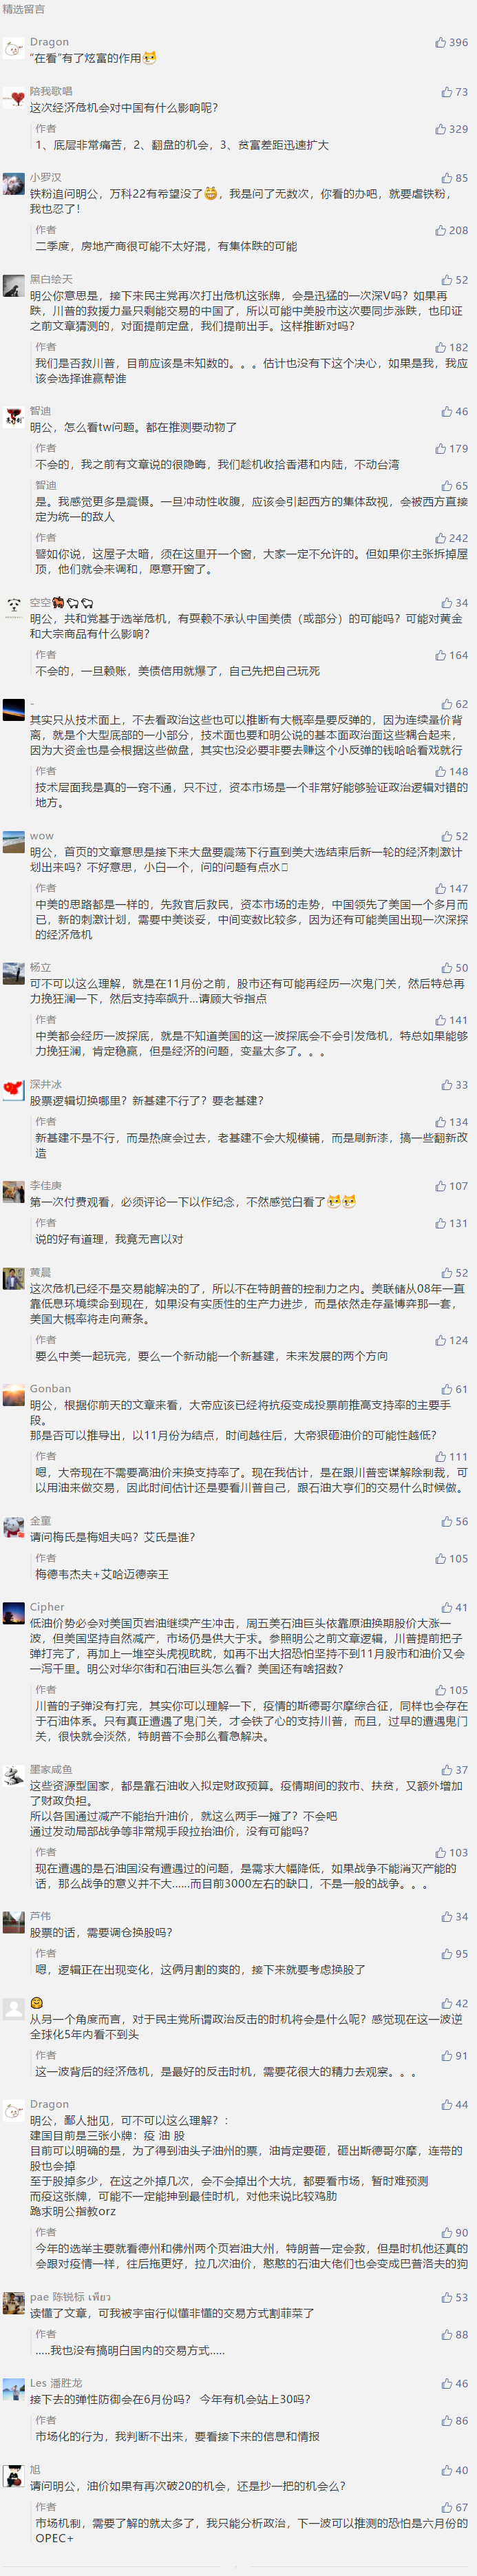 精选留言
Dragon 396
“在看”有了炫富的作用
陪我歌唱 73
这次经济危机会对中国有什么影响呢？
作者 329
1、底层非常痛苦，2、翻盘的机会，3、贫富差距迅速扩大
小罗汉 85
铁粉追问明公，万科22有希望没了，我是问了无数次，你看的办吧，就要虐铁粉，
我也忍了！
作者 208
二季度，房地产商很可能不太好混，有集体跌的可能
黑白绘天 52
明公你意思是，接下来民主党再次打出危机这张牌，会是迅猛的一次深V吗？如果再
跌，川普的救援力量只剩能交易的中国了，所以可能中美股市这次要同步涨跌，也印证
之前文章猜测的，对面提前定盘，我们提前出手。这样推断对吗？
作者 182
我们是否救川普，目前应该是未知数的。。。估计也没有下这个决心，如果是我，我应
该会选择谁赢帮谁
智迪 46
明公，怎么看tw问题。都在推测要动物了
作者 179
不会的，我之前有文章说的很隐晦，我们趁机收拾香港和内陆，不动台湾
智迪 65
是。我感觉更多是震慑。一旦冲动性收腹，应该会引起西方的集体敌视，会被西方直接
定为统一的敌人
作者 242
譬如你说，这屋子太暗，须在这里开一个窗，大家一定不允许的。但如果你主张拆掉屋
顶，他们就会来调和，愿意开窗了。
空空 34
明公，共和党基于选举危机，有耍赖不承认中国美债（或部分）的可能吗？可能对黄金
和大宗商品有什么影响？
作者 164
不会的，一旦赖账，美债信用就爆了，自己先把自己玩死
- 62
其实只从技术面上，不去看政治这些也可以推断有大概率是要反弹的，因为连续量价背
离，就是个大型底部的一小部分，技术面也要和明公说的基本面政治面这些耦合起来，
因为大资金也是会根据这些做盘，其实也没必要非要去赚这个小反弹的钱哈哈看戏就行
作者 148
技术层面我是真的一窍不通，只不过，资本市场是一个非常好能够验证政治逻辑对错的
地方。
wow 52
明公，首页的文章意思是接下来大盘要震荡下行直到美大选结束后新一轮的经济刺激计
划出来吗？不好意思，小白一个，问的问题有点水
作者 147
中美的思路都是一样的，先救官后救民，资本市场的走势，中国领先了美国一个多月而
已，新的刺激计划，需要中美谈妥，中间变数比较多，因为还有可能美国出现一次深探
的经济危机
杨立 50
可不可以这么理解，就是在11月份之前，股市还有可能再经历一次鬼门关，然后特总再
力挽狂澜一下，然后支持率飙升...请顾大爷指点
作者 141
中美都会经历一波探底，就是不知道美国的这一波探底会不会引发危机，特总如果能够
力挽狂澜，肯定稳赢，但是经济的问题，变量太多了。。。
深井冰 33
股票逻辑切换哪里？新基建不行了？要老基建？
作者 134
新基建不是不行，而是热度会过去，老基建不会大规模铺，而是刷新漆，搞一些翻新改
造
李佳庚 107
第一次付费观看，必须评论一下以作纪念，不然感觉白看了
作者 131
说的好有道理，我竟无言以对
黄晨 52
这次危机已经不是交易能解决的了，所以不在特朗普的控制力之内。美联储从08年一直
靠低息环境续命到现在，如果没有实质性的生产力进步，而是依然走存量博弈那一套，
美国大概率将走向萧条。
作者 124
要么中美一起玩完，要么一个新动能一个新基建，未来发展的两个方向
Gonban 61
明公，根据你前天的文章来看，大帝应该已经将抗疫变成投票前推高支持率的主要手
段。
那是否可以推导出，以11月份为结点，时间越往后，大帝狠砸油价的可能性越低？
作者 111
嗯，大帝现在不需要高油价来换支持率了。现在我估计，是在跟川普密谋解除制裁，可
以用油来做交易，因此时间估计还是要看川普自己，跟石油大亨们的交易什么时候做。
金童 56
请问梅氏是梅姐夫吗？艾氏是谁？
作者 105
梅德韦杰夫+艾哈迈德亲王
Cipher 41
低油价势必会对美国页岩油继续产生冲击，周五美石油巨头依靠原油换期股价大涨一
波，但美国坚持自然减产，市场仍是供大于求。参照明公之前文章逻辑，川普提前把子
弹打完了，再加上一堆空头虎视眈眈，如再不出大招恐怕坚持不到11月股市和油价又会
一泻千里。明公对华尔街和石油巨头怎么看？美国还有啥招数？
作者 105
川普的子弹没有打完，其实你可以理解一下，疫情的斯德哥尔摩综合征，同样也会存在
于石油体系。只有真正遭遇了鬼门关，才会铁了心的支持川普，而且，过早的遭遇鬼门
关，很快就会淡然，特朗普不会那么着急解决。
墨家咸鱼 37
这些资源型国家，都是靠石油收入拟定财政预算。疫情期间的救市、扶贫，又额外增加
了财政负担。
所以各国通过减产不能抬升油价，就这么两手一摊了？不会吧
通过发动局部战争等非常规手段拉抬油价，没有可能吗？
作者 103
现在遭遇的是石油国没有遭遇过的问题，是需求大幅降低，如果战争不能消灭产能的
话，那么战争的意义并不大......而目前3000左右的缺口，不是一般的战争。。。
芦伟 34
股票的话，需要调仓换股吗？
作者 95
嗯，逻辑正在出现变化，这俩月割的爽的，接下来就要考虑换股了
42
从另一个角度而言，对于民主党所谓政治反击的时机将会是什么呢？感觉现在这一波逆
全球化5年内看不到头
作者 91
这一波背后的经济危机，是最好的反击时机，需要花很大的精力去观察。。。
Dragon 44
明公，鄙人拙见，可不可以这么理解？：
建国目前是三张小牌：疫 油 股
目前可以明确的是，为了得到油头子油州的票，油肯定要砸，砸出斯德哥尔摩，连带的
股也会掉
至于股掉多少，在这之外掉几次，会不会掉出个大坑，都要看市场，暂时难预测
而疫这张牌，可能不一定能抻到最佳时机，对他来说比较鸡肋
跪求明公指教orz
作者 90
今年的选举主要就看德州和佛州两个页岩油大州，特朗普一定会救，但是时机他还真的
会跟对疫情一样，往后拖更好，拉几次油价，憨憨的石油大佬们也会变成巴普洛夫的狗
pae 陈锐标 เพียว 53
读懂了文章，可我被宇宙行似懂非懂的交易方式割韭菜了
作者 88
.....我也没有搞明白国内的交易方式.....
Les 潘胜龙 46
接下去的弹性防御会在6月份吗？ 今年有机会站上30吗？
作者 86
市场化的行为，我判断不出来，要看接下来的信息和情报
旭 40
请问明公，油价如果有再次破20的机会，还是抄一把的机会么？
作者 67
市场机制，需要了解的就太多了，我只能分析政治，下一波可以推测的恐怕是六月份的
OPEC+